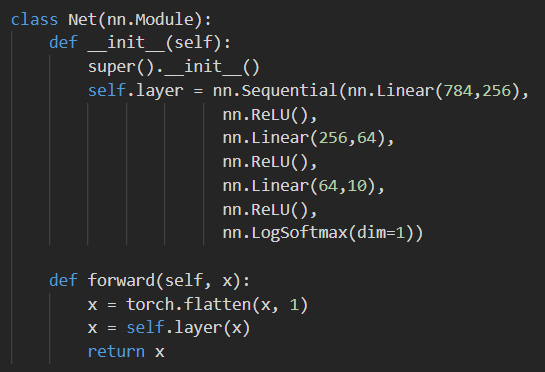 class Net(nn.Module):
    def __init__(self):
        super().__init__()
        self.layer = nn.Sequential(nn.Linear(784,256),
                        nn.ReLU(),
                        nn.Linear(256,64),
                        nn.ReLU(),
                        nn.Linear(64,10),
                        nn.ReLU(),
                        nn.LogSoftmax(dim=1))
    def forward(self, x):
        x = torch.flatten(x, 1)
        x = self.layer(x)
        return x